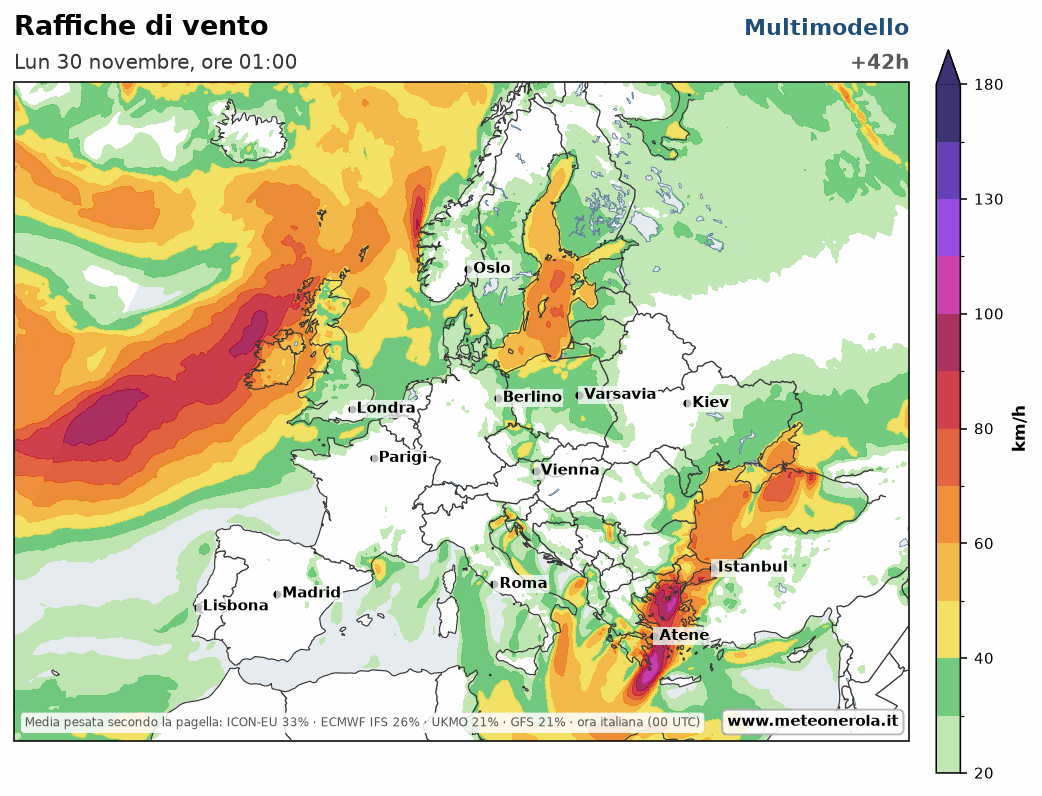 Raffiche di vento
Multimodello
Lun 30 novembre, ore 01:00
+42h
180
130
100
80
60
40
20
km/h
Oslo
Berlino
Varsavia
Kiev
Londra
Parigi
Vienna
Istanbul
Roma
Madrid
Lisbona
Atene
Media pesata secondo la pagella: ICON-EU 33% · ECMWF IFS 26% · UKMO 21% · GFS 21% · ora italiana (00 UTC)
www.meteonerola.it